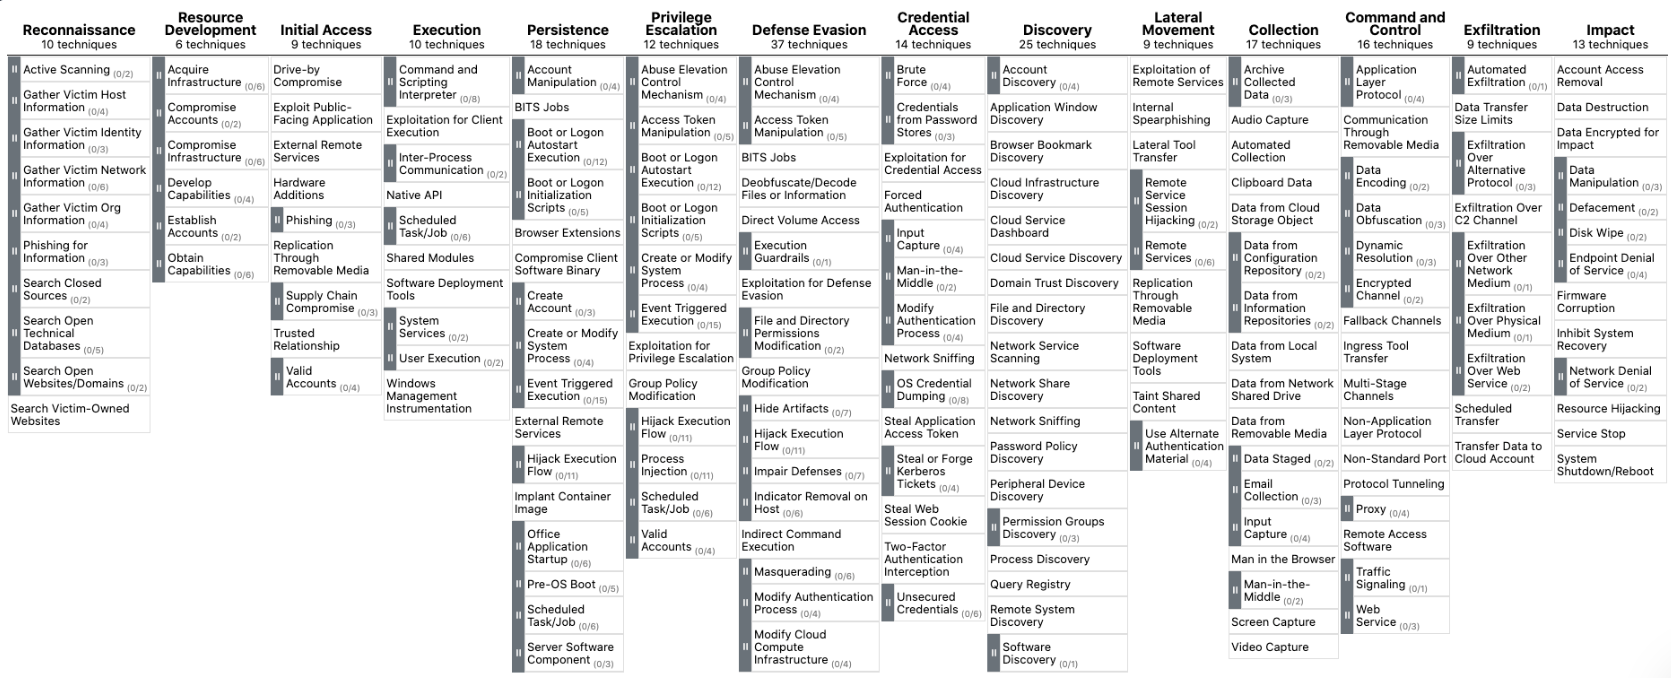 Reconnaissance
10 techniques
Active Scanning (0/2)
Gather Victim Host
Information (0/4)
Gather Victim Identity
Information (0/3)
Gather Victim Network
Information (0/6)
Gather Victim Org
Information (0/4)
Phishing for
Information (0/3)
Search Closed
Sources (0/2)
Search Open
Technical
Databases (0/5)
Search Open
Websites/Domains (0/2)
Search Victim-Owned
Websites
Resource
Development
6 techniques
Acquire
Infrastructure (0/6)
Compromise
Accounts (0/2)
Compromise
Infrastructure (0/6)
Develop
Capabilities (0/4)
Establish
Accounts (0/2)
Obtain
Capabilities (0/6)
Initial Access
9 techniques
Drive-by
Compromise
Exploit Public-
Facing Application
External Remote
Services
Hardware
Additions
Phishing (0/3)
Replication
Through
Removable Media
Supply Chain
Compromise (0/3)
Trusted
Relationship
Valid
Accounts (0/4)
Execution
10 techniques
Command and
Scripting
Interpreter (0/8)
Exploitation for Client
Execution
Inter-Process
Communication (0/2)
Native API
Scheduled
Task/Job (0/6)
Shared Modules
Software Deployment
Tools
System
Services (0/2)
User Execution (0/2)
Windows
Management
Instrumentation
Persistence
18 techniques
Account
Manipulation (0/4)
BITS Jobs
Boot or Logon
Autostart
Execution (0/12)
Boot or Logon
Initialization
Scripts (0/5)
Browser Extensions
Compromise Client
Software Binary
Create
Account (0/3)
Create or Modify
System
Process (0/4)
Event Triggered
Execution (0/15)
External Remote
Services
Hijack Execution
Flow (0/11)
Implant Container
Image
Office
Application
Startup (0/6)
Pre-OS Boot (0/5)
Scheduled
Task/Job (0/6)
Server Software
Component (0/3)
Privilege
Escalation
12 techniques
Abuse Elevation
Control
Mechanism (0/4)
Access Token
Manipulation (0/5)
Boot or Logon
Autostart
Execution (0/12)
Boot or Logon
Initialization
Scripts (0/5)
Create or Modify
System
Process (0/4)
Event Triggered
Execution (0/15)
Exploitation for
Privilege Escalation
Group Policy
Modification
Hijack Execution
Flow (0/11)
Process
Injection (0/11)
Scheduled
Task/Job (0/6)
Valid
Accounts (0/4)
Defense Evasion
37 techniques
Abuse Elevation
Control
Mechanism (0/4)
Access Token
Manipulation (0/5)
BITS Jobs
Deobfuscate/Decode
Files or Information
Direct Volume Access
Execution
Guardrails (0/1)
Exploitation for Defense
Evasion
File and Directory
Permissions
Modification (0/2)
Group Policy
Modification
Hide Artifacts (0/7)
Hijack Execution
Flow (0/11)
Impair Defenses (0/7)
Indicator Removal on
Host (0/6)
Indirect Command
Execution
Masquerading (0/6)
Modify Authentication
Process (0/4)
Modify Cloud
Compute
Infrastructure (0/4)
Credential
Access
14 techniques
Brute
Force (0/4)
Credentials
from Password
Stores (0/3)
Exploitation for
Credential Access
Forced
Authentication
Input
Capture (0/4)
Man-in-the-
Middle (0/2)
Modify
Authentication
Process (0/4)
Network Sniffing
OS Credential
Dumping (0/8)
Steal Application
Access Token
Steal or Forge
Kerberos
Tickets (0/4)
Steal Web
Session Cookie
Two-Factor
Authentication
Interception
Unsecured
Credentials (0/6)
Discovery
25 techniques
Account
Discovery (0/4)
Application Window
Discovery
Browser Bookmark
Discovery
Cloud Infrastructure
Discovery
Cloud Service
Dashboard
Cloud Service Discovery
Domain Trust Discovery
File and Directory
Discovery
Network Service
Scanning
Network Share
Discovery
Network Sniffing
Password Policy
Discovery
Peripheral Device
Discovery
Permission Groups
Discovery (0/3)
Process Discovery
Query Registry
Remote System
Discovery
Software
Discovery (0/1)
Lateral
Movement
9 techniques
Exploitation of
Remote Services
Internal
Spearphishing
Lateral Tool
Transfer
Remote
Service
Session
Hijacking (0/2)
Remote
Services (0/6)
Replication
Through
Removable
Media
Software
Deployment
Tools
Taint Shared
Content
Use Alternate
Authentication
Material (0/4)
Collection
17 techniques
Archive
Collected
Data (0/3)
Audio Capture
Automated
Collection
Clipboard Data
Data from Cloud
Storage Object
Data from
Configuration
Repository (0/2)
Data from
Information
Repositories (0/2)
Data from Local
System
Data from Network
Shared Drive
Data from
Removable Media
Data Staged (0/2)
Email
Collection (0/3)
Input
Capture (0/4)
Man in the Browser
Man-in-the-
Middle (0/2)
Screen Capture
Video Capture
Command and
Control
16 techniques
Application
Layer
Protocol (0/4)
Communication
Through
Removable Media
Data
Encoding (0/2)
Data
Obfuscation (0/3)
Dynamic
Resolution (0/3)
Encrypted
Channel (0/2)
Fallback Channels
Ingress Tool
Transfer
Multi-Stage
Channels
Non-Application
Layer Protocol
Non-Standard Port
Protocol Tunneling
Proxy (0/4)
Remote Access
Software
Traffic
Signaling (0/1)
Web
Service (0/3)
Exfiltration
9 techniques
Automated
Exfiltration (0/1)
Data Transfer
Size Limits
Exfiltration
Over
Alternative
Protocol (0/3)
Exfiltration Over
C2 Channel
Exfiltration
Over Other
Network
Medium (0/1)
Exfiltration
Over Physical
Medium (0/1)
Exfiltration
Over Web
Service (0/2)
Scheduled
Transfer
Transfer Data to
Cloud Account
Impact
13 techniques
Account Access
Removal
Data Destruction
Data Encrypted for
Impact
Data
Manipulation (0/3)
Defacement (0/2)
Disk Wipe (0/2)
Endpoint Denial
of Service (0/4)
Firmware
Corruption
Inhibit System
Recovery
Network Denial
of Service (0/2)
Resource Hijacking
Service Stop
System
Shutdown/Reboot